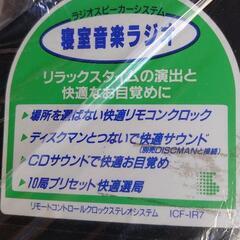 ラジオスピーカーシステム
寝室音楽ラジオ
リラックスタイムの演出と
快適なお目覚めに
場所を選ばない快適リモコンクロック
ディスクマンとつないで快適サウンド
(別売DISCMANと接続)
CDサウンドで快適お目覚め
10局プリセット快適選局
リモートコントロールクロックステレオシステム ICF-IR7